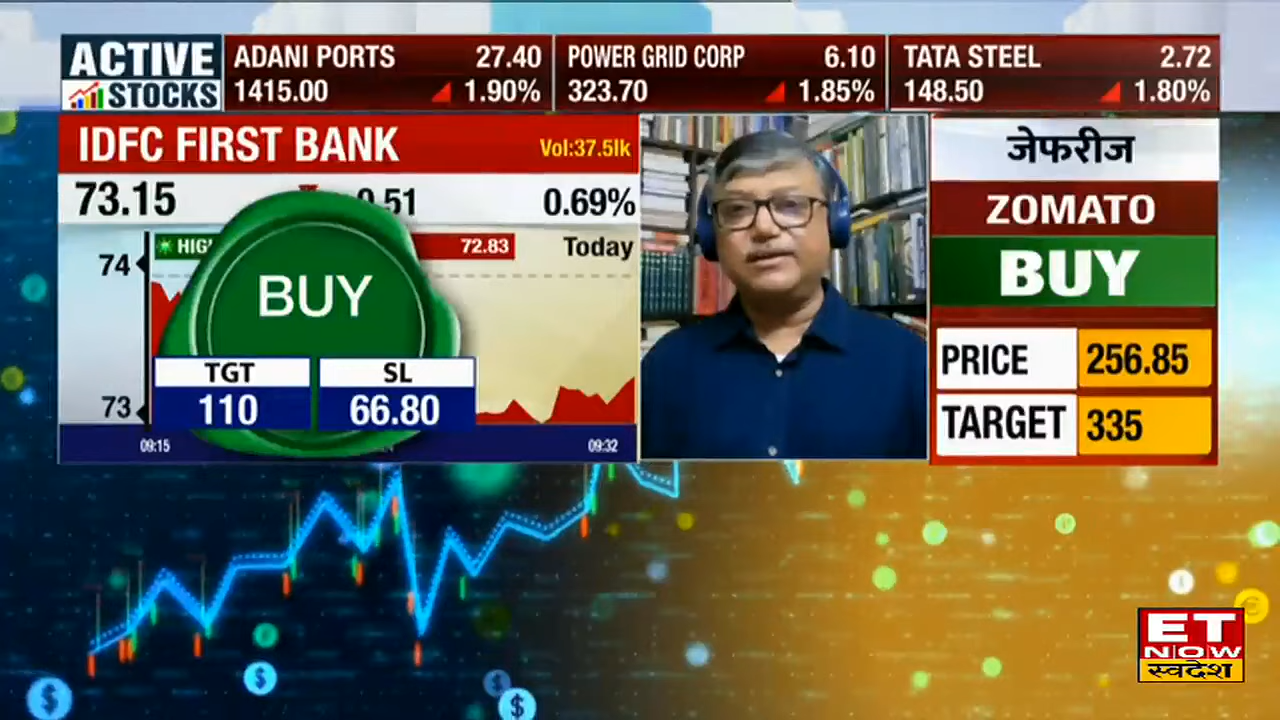 ACTIVE
STOCKS
ADANI PORTS 27.40
1415.00 1.90%
POWER GRID CORP 6.10
323.70 1.85%
TATA STEEL 2.72
148.50 1.80%
IDFC FIRST BANK Vol:37.5lk
73.15 0.51 0.69%
72.83 Today
74
73
BUY
TGT SL
110 66.80
09:15 09:32
जेफरीज
ZOMATO
BUY
PRICE 256.85
TARGET 335
ET
NOW
स्वदेश